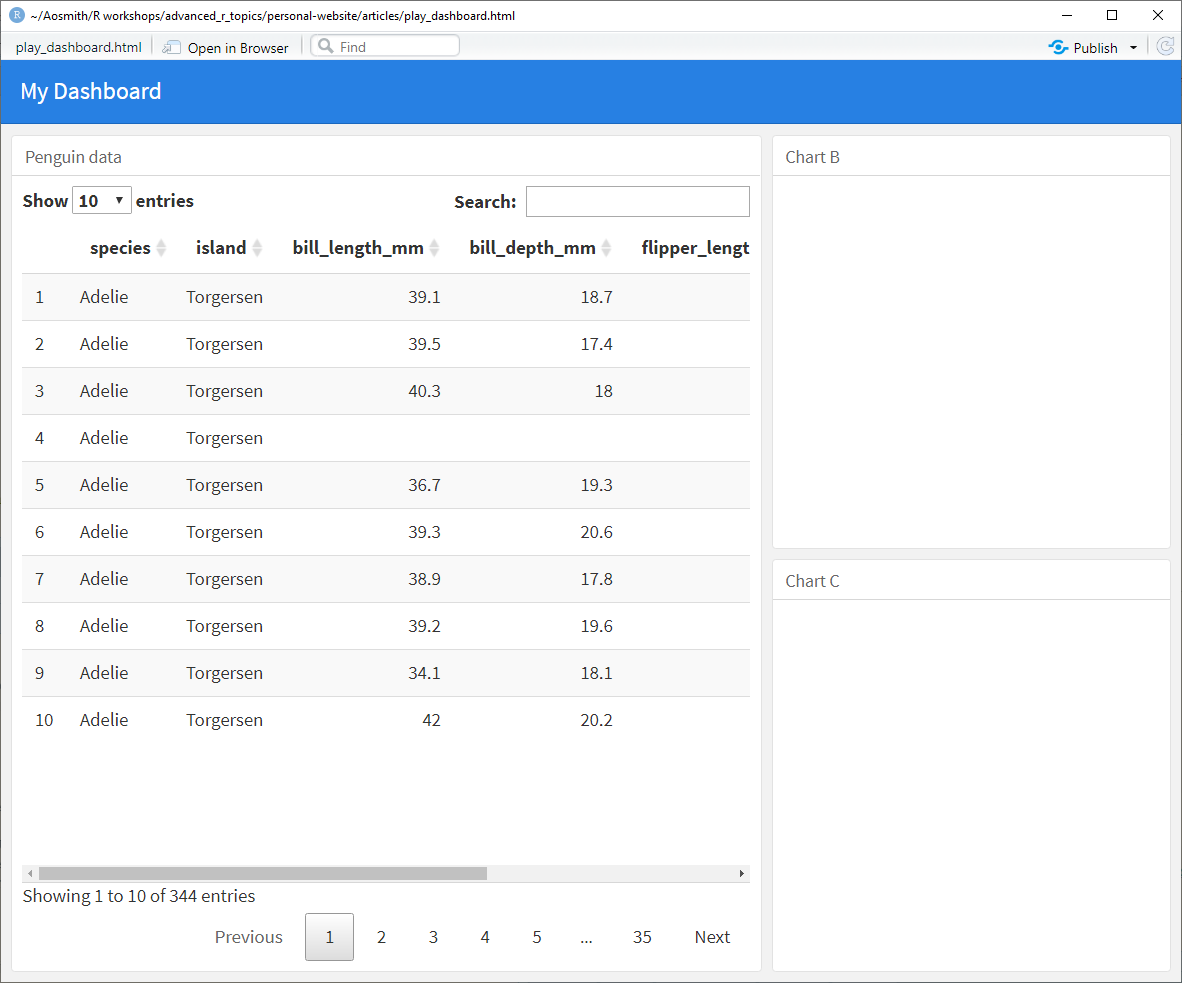 ~/Aosmith/R workshops/advanced_r_topics/personal-website/articles/play_dashboard.html
play_dashboard.html Open in Browser Find Publish
My Dashboard
Penguin data
Show 10 entries Search:
species island bill_length_mm bill_depth_mm flipper_lengt
1 Adelie Torgersen 39.1 18.7
2 Adelie Torgersen 39.5 17.4
3 Adelie Torgersen 40.3 18
4 Adelie Torgersen
5 Adelie Torgersen 36.7 19.3
6 Adelie Torgersen 39.3 20.6
7 Adelie Torgersen 38.9 17.8
8 Adelie Torgersen 39.2 19.6
9 Adelie Torgersen 34.1 18.1
10 Adelie Torgersen 42 20.2
Showing 1 to 10 of 344 entries
Previous 1 2 3 4 5 ... 35 Next
Chart B
Chart C